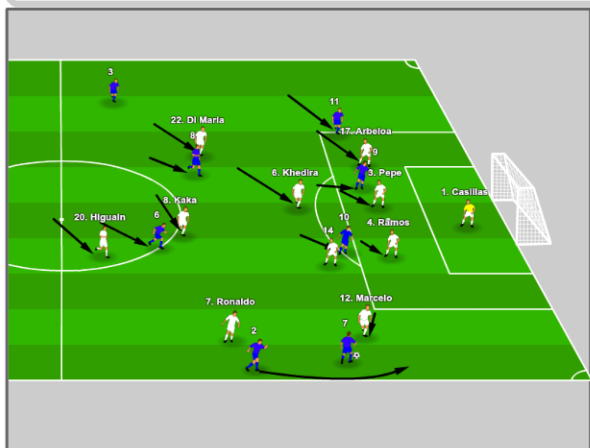 3
11
22. Di Maria
8
17. Arbeloa
9
3. Pepe
6. Khedira
1. Casillas
8. Kaka
20. Higuain
6
10
4. Ramos
14
12. Marcelo
7. Ronaldo
2
7